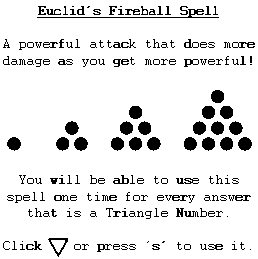 Euclid´s Fireball Spell
A powerful attack that does more
damage as you get more powerful!
You will be able to use this
spell one time for every answer
that is a Triangle Number.
Click or press ´s´ to use it.